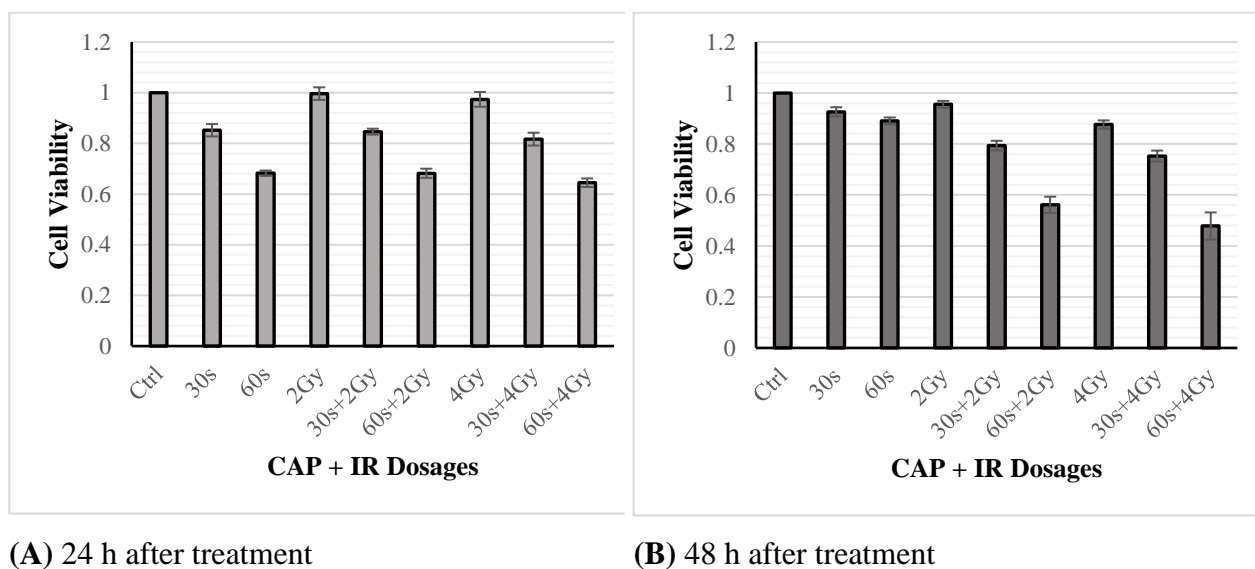 1.2
1
0.8
0.6
0.4
0.2
0
Cell Viability
Ctrl
30s
60s
2Gy
30s+2Gy
60s+2Gy
4Gy
30s+4Gy
60s+4Gy
CAP + IR Dosages
(A) 24 h after treatment
1.2
1
0.8
0.6
0.4
0.2
0
Cell Viability
Ctrl
30s
60s
2Gy
30s+2Gy
60s+2Gy
4Gy
30s+4Gy
60s+4Gy
CAP + IR Dosages
(B) 48 h after treatment